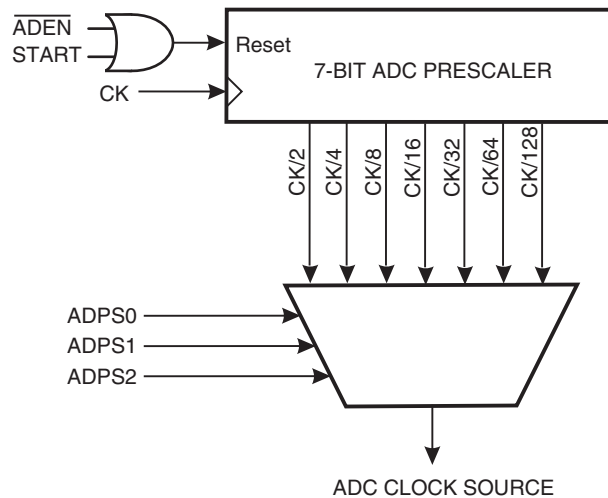 ADEN
START
Reset
7-BIT ADC PRESCALER
CK
CK/2
CK/4
CK/8
CK/16
CK/32
CK/64
CK/128
ADPS0
ADPS1
ADPS2
ADC CLOCK SOURCE